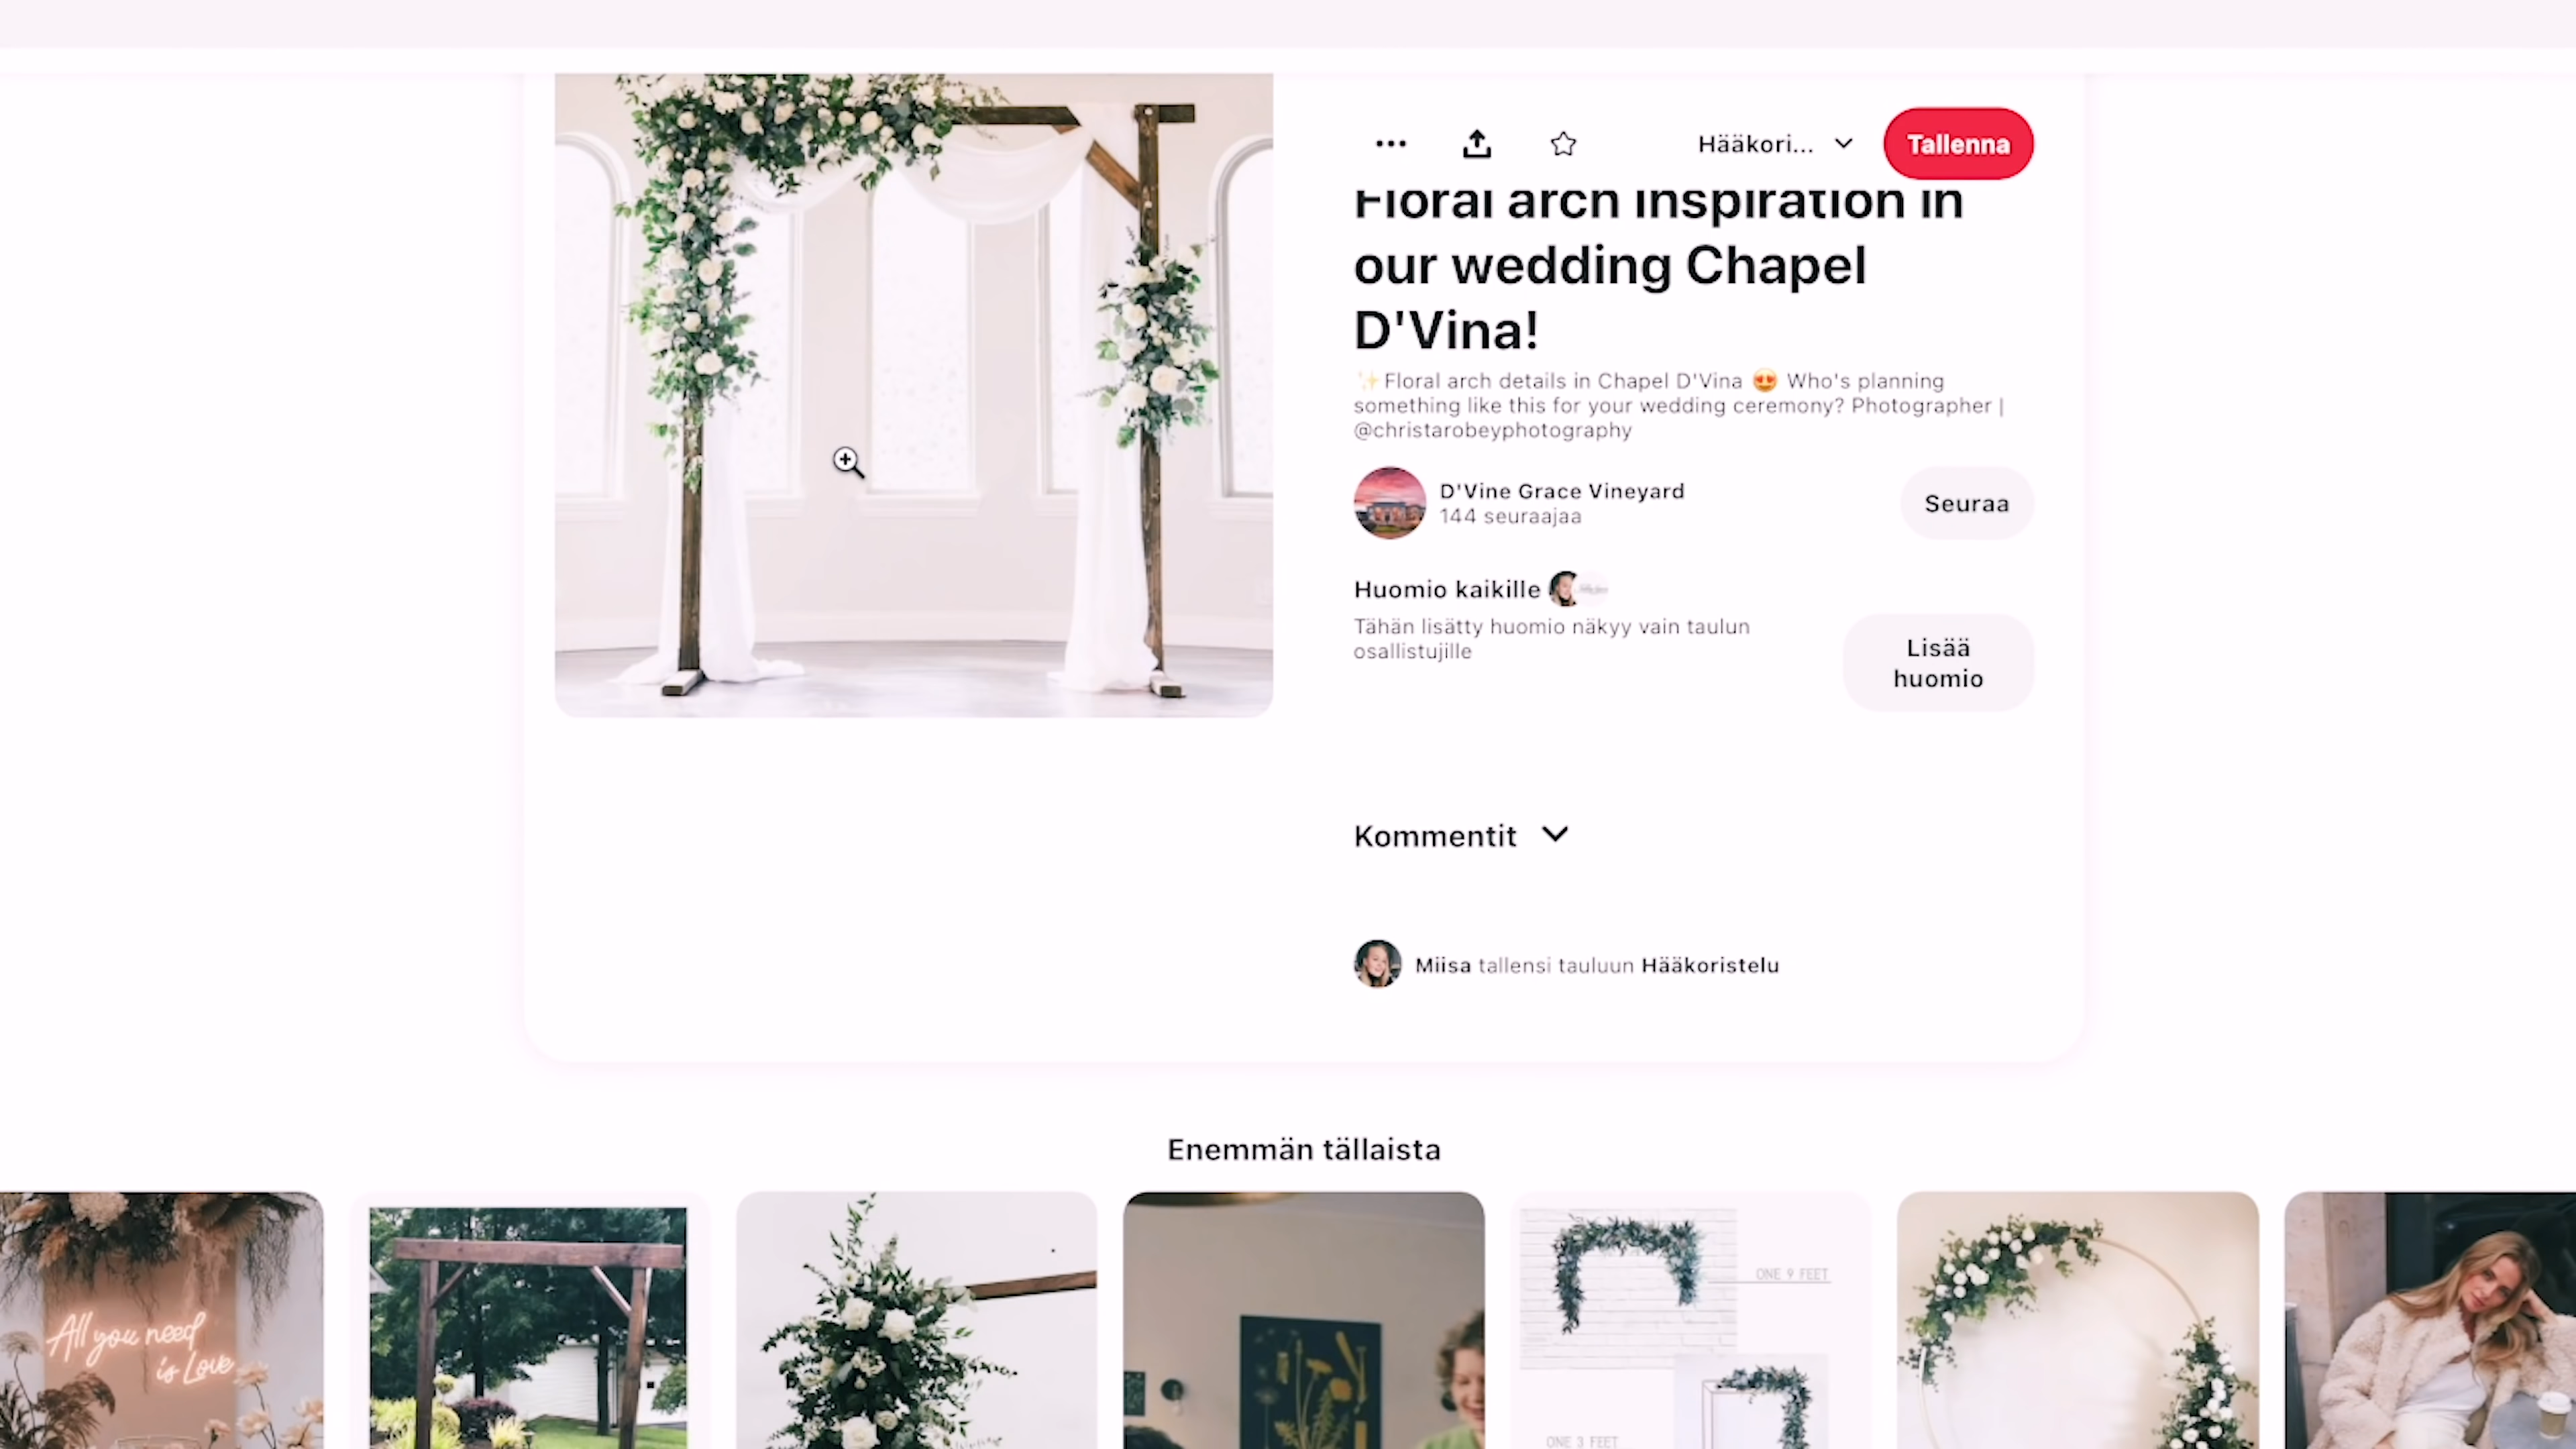 Hääkori...
Tallenna
Floral arch inspiration in
our wedding Chapel
D'Vina!
✨Floral arch details in Chapel D'Vina 😍 Who's planning
something like this for your wedding ceremony? Photographer |
@christarobeyphotography
D'Vine Grace Vineyard
144 seuraajaa
Seuraa
Huomio kaikille
Tähän lisätty huomio näkyy vain taulun
osallistujille
Lisää
huomio
Kommentit
Miisa tallensi tauluun Hääkoristelu
Enemmän tällaista
All you need
is Love
ONE 9 FEET
ONE 3 FEET